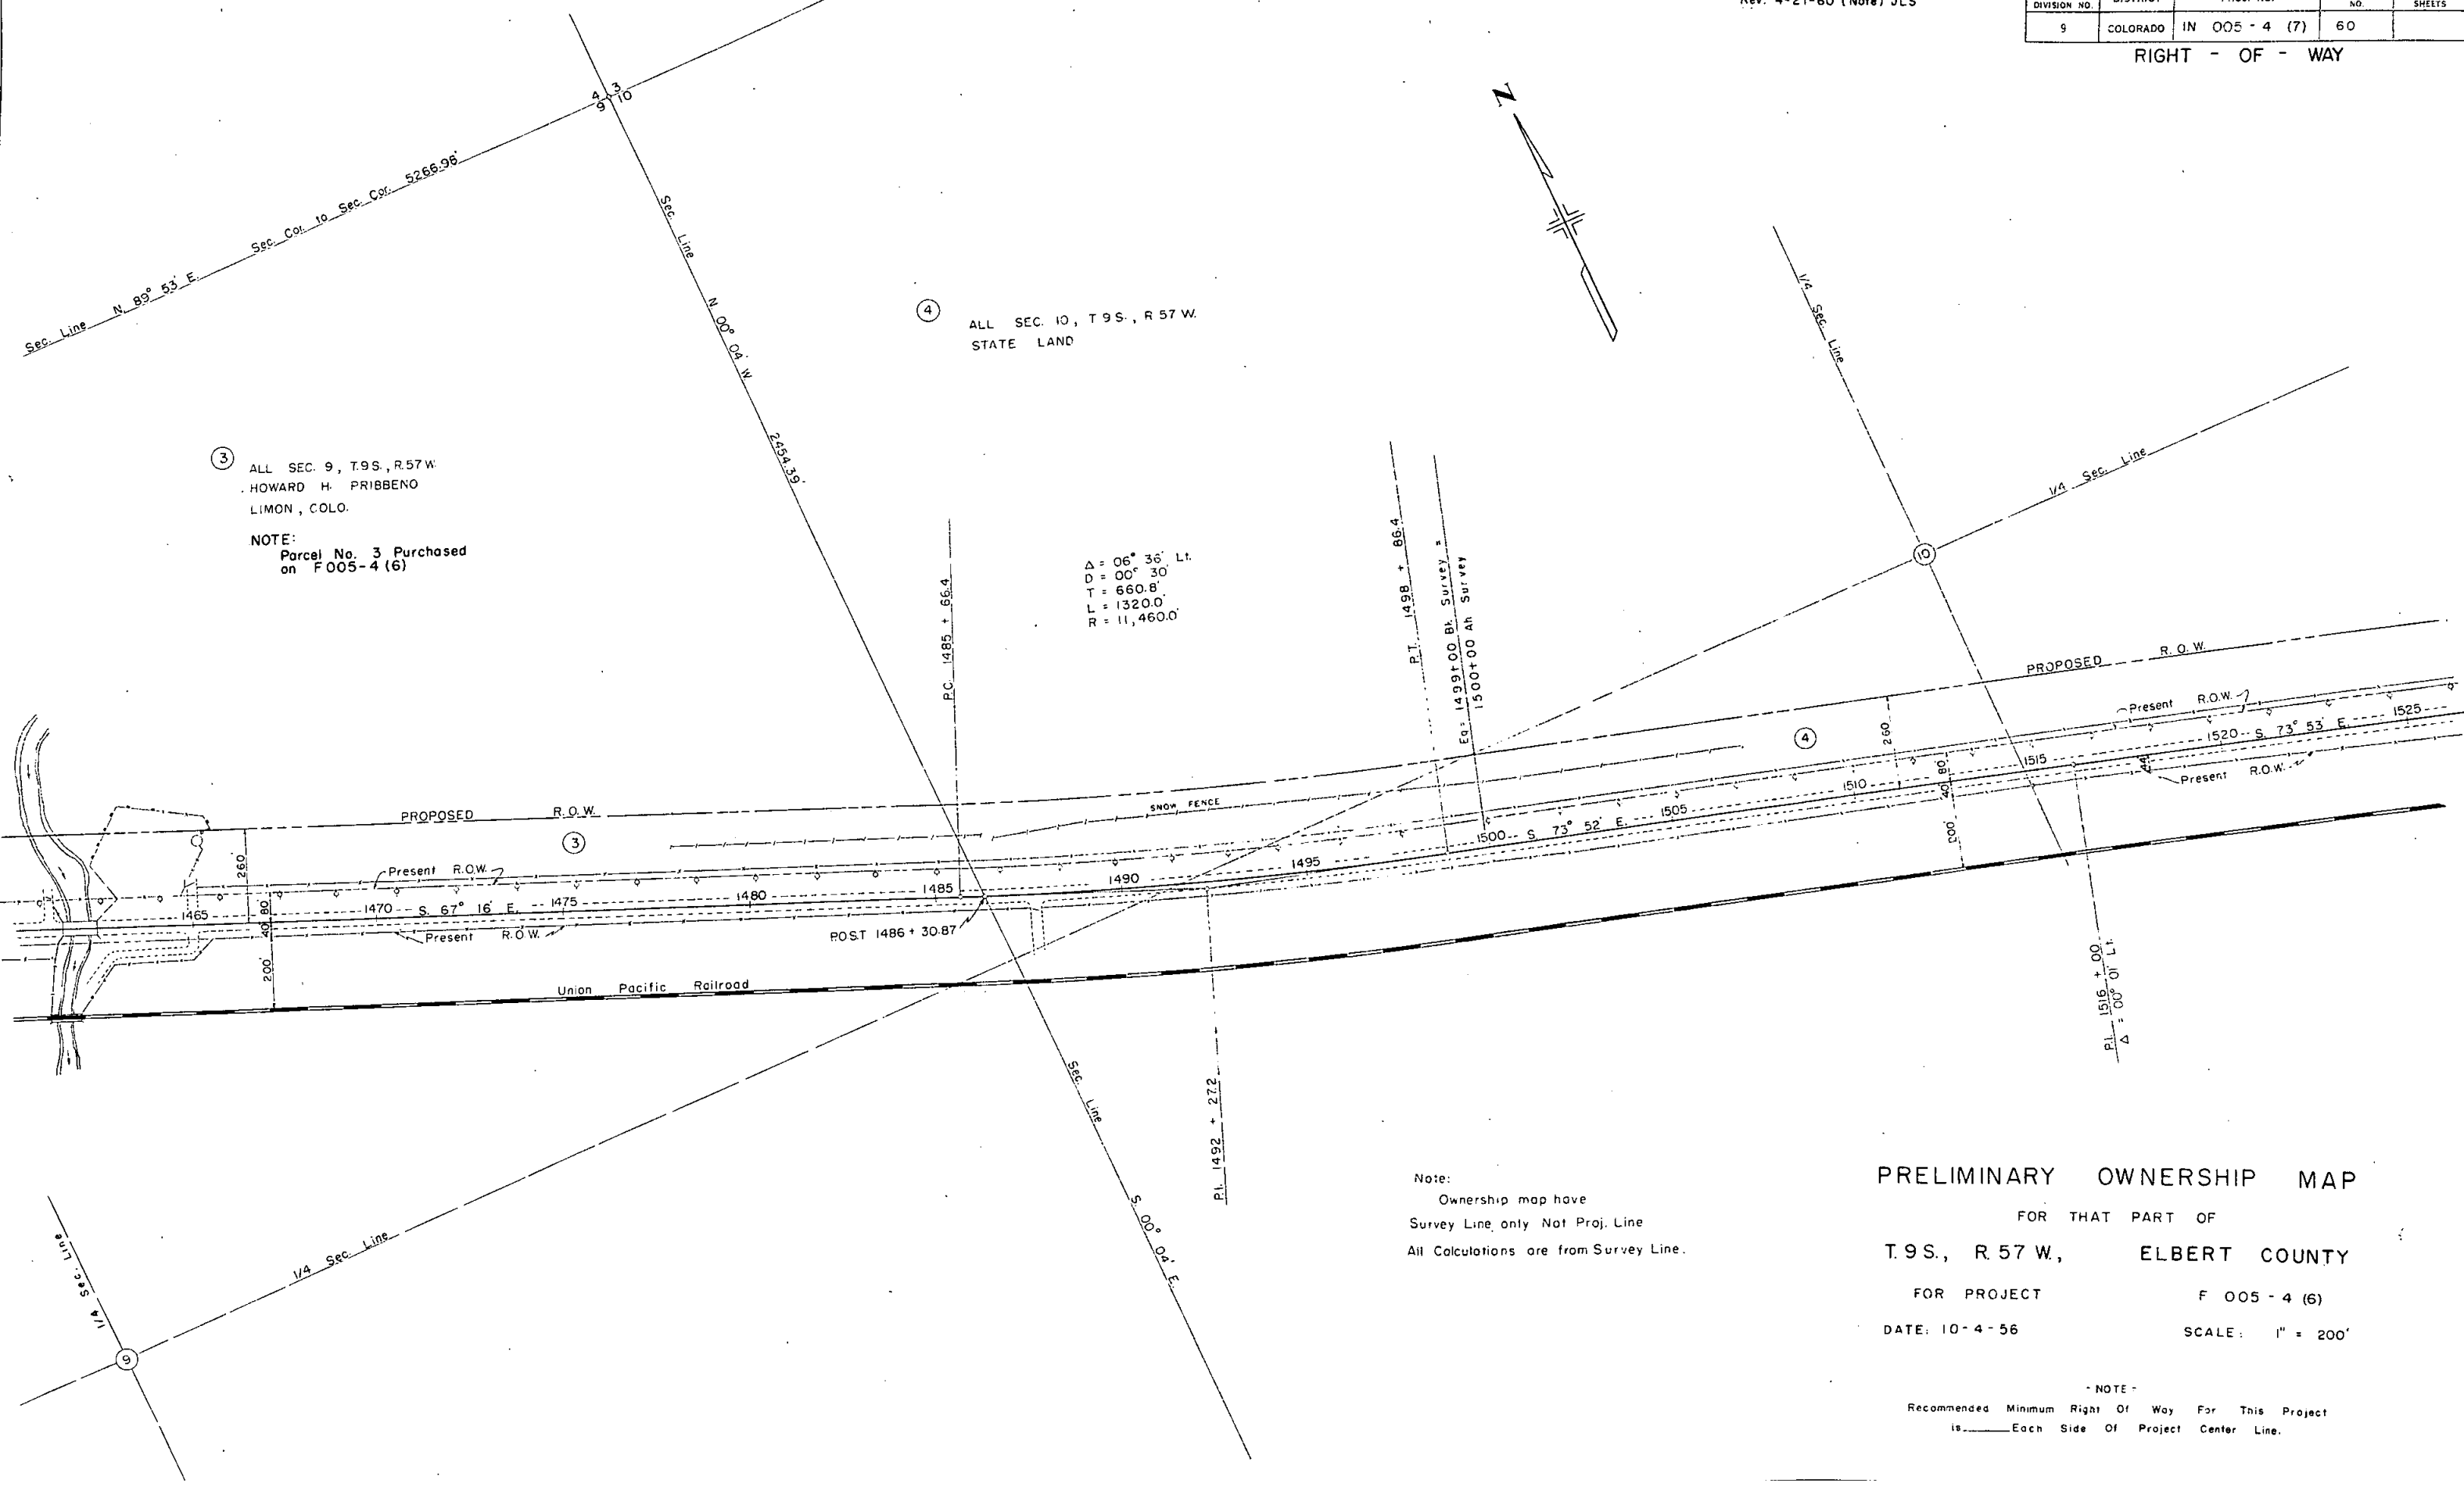 Rev. 4-21-60 (Note) JLS
DIVISION NO.
NO.
SHEETS
9 COLORADO IN 005 - 4 (7) 60
RIGHT - OF - WAY
4 3
9 10
N
Sec. Line N. 89° 53' E. Sec. Cor. to Sec. Cor. 5266.96'
Sec. Line N 00° 04' W. 2454.39'
4
ALL SEC. 10, T 9 S., R 57 W.
STATE LAND
1/4 Sec. Line
3
ALL SEC. 9, T.9 S., R.57 W.
HOWARD H. PRIBBENO
LIMON, COLO.
NOTE:
Parcel No. 3 Purchased
on F 005-4 (6)
Δ = 06° 36' Lt.
D = 00° 30'
T = 660.8'
L = 1320.0'
R = 11,460.0'
P.C. 1485 + 66.4
P.T. 1498 + 86.4
Eq = 1499+00 Bk. Survey =
1500+00 Ah Survey
1/4 Sec. Line
10
PROPOSED R.O.W.
Present R.O.W.
1515
1520 S. 73° 53' E. 1525
44'
Present R.O.W.
4
260'
1510
80'
40'
200'
SNOW FENCE
1500 S. 73° 52' E. 1505
PROPOSED R.O.W.
3
260'
Present R.O.W.
1465
1470 S. 67° 16' E. 1475
1480
1485
1490
1495
80'
40'
200'
Present R.O.W.
P.O.S.T 1486 + 30.87
Union Pacific Railroad
P.I. 1516 + 00
Δ = 00° 01' Lt.
P.I. 1492 + 27.2
Sec. Line S. 00° 04' E.
1/4 Sec. Line
1/4 Sec. Line
9
Note:
Ownership map have
Survey Line only Not Proj. Line
All Calculations are from Survey Line.
PRELIMINARY OWNERSHIP MAP
FOR THAT PART OF
T. 9 S., R. 57 W., ELBERT COUNTY
FOR PROJECT F 005 - 4 (6)
DATE: 10-4-56 SCALE: 1" = 200'
- NOTE -
Recommended Minimum Right Of Way For This Project
is Each Side Of Project Center Line.